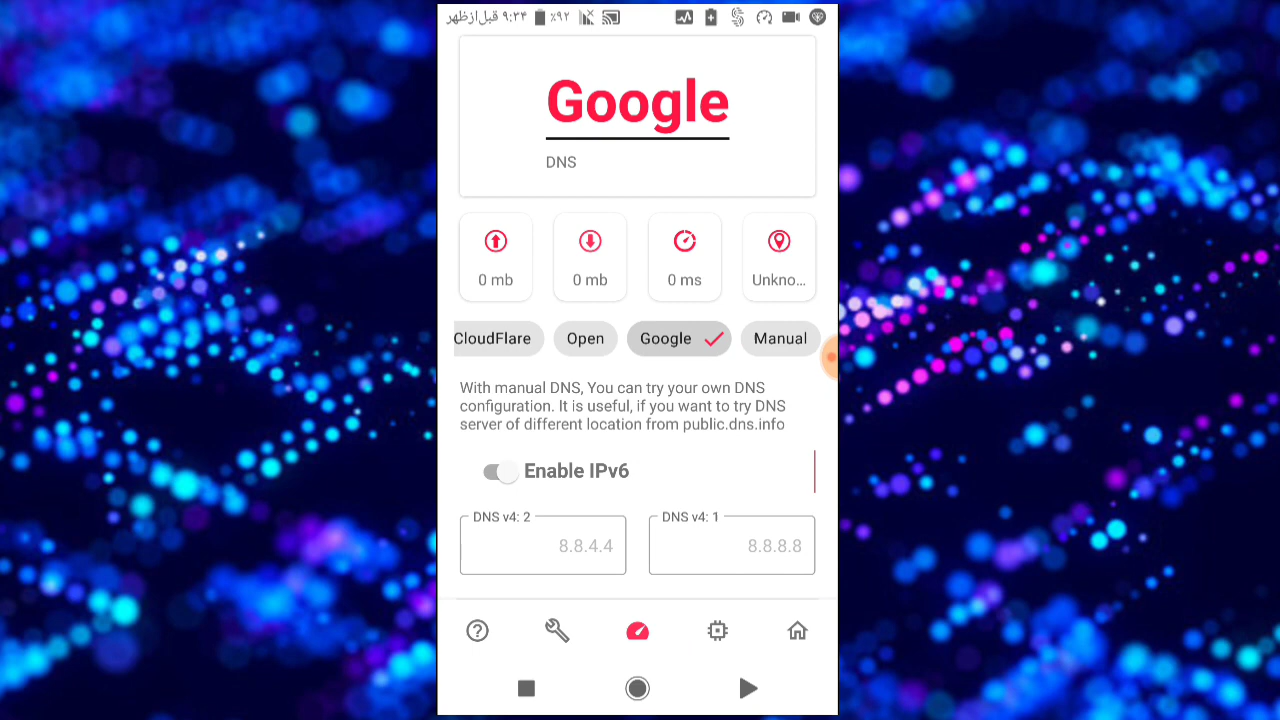 ۹:۳۴ قبل‌ازظهر
٪۹۲
Google
DNS
0 mb
0 mb
0 ms
Unkno...
CloudFlare
Open
Google
Manual
With manual DNS, You can try your own DNS
configuration. It is useful, if you want to try DNS
server of different location from public.dns.info
Enable IPv6
DNS v4: 2
DNS v4: 1
8.8.4.4
8.8.8.8